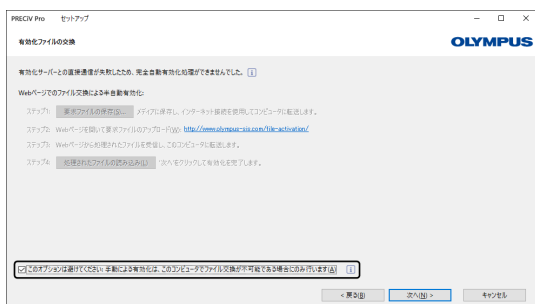 PRECiV Pro セットアップ
有効化ファイルの交換
OLYMPUS
有効化サーバーとの直接通信が失敗したため、完全自動有効化処理ができませんでした。 i
Webページでのファイル交換による半自動有効化:
ステップ1: 要求ファイルの保存(S)... メディアに保存し、インターネット接続を使用してコンピュータに転送します。
ステップ2: Webページを開いて要求ファイルのアップロード(W): http://www.olympus-sis.com/file-activation/
ステップ3: Webページから処理されたファイルを受信し、このコンピュータに転送します。
ステップ4: 処理されたファイルの読み込み(L) '次へ'をクリックして有効化を完了します。
このオプションは避けてください: 手動による有効化は、このコンピュータでファイル交換が不可能である場合にのみ行います(A) i
< 戻る(B) 次へ(N) > キャンセル